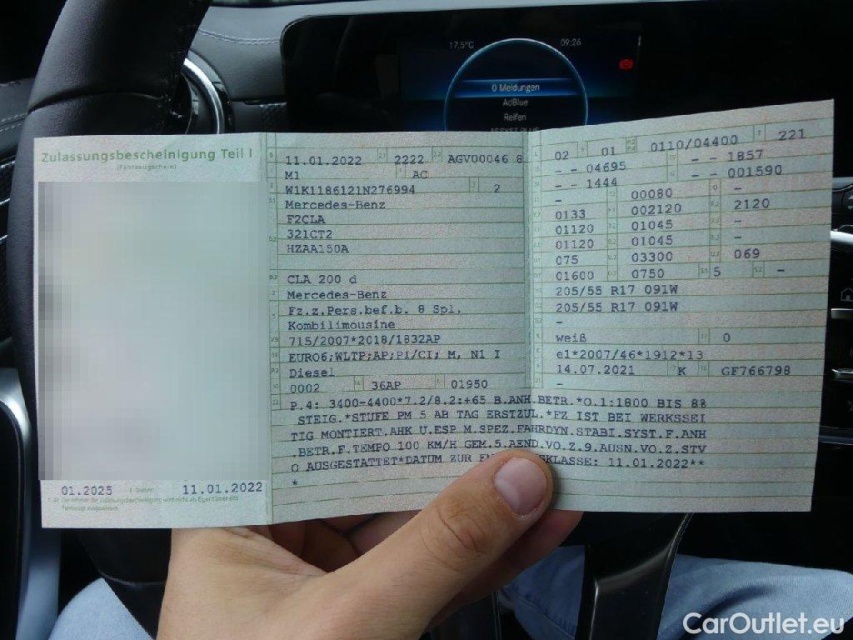 17,5°C 09:26
0 Meldungen
AdBlue
Reifen
Zulassungsbescheinigung Teil I
(Fahrzeugschein)
01.2025 11.01.2022
11.01.2022 2222 AGV00046 8
M1 AC
W1K1186121N276994 2
Mercedes-Benz
F2CLA
321CT2
HZAA150A
CLA 200 d
Mercedes-Benz
Fz.z.Pers.bef.b. 8 Spl.
Kombilimousine
715/2007*2018/1832AP
EURO6;WLTP;AP;PI/CI; M, N1 I
Diesel
0002 36AP 01950
02 01 0110/04400 221
- - 04695 - - 1857
- - 1444 - - 001590
00080
0133 002120 2120
01120 01045
01120 01045
075 03300 069
01600 0750 5 -
205/55 R17 091W
205/55 R17 091W
-
weiß 0
e1*2007/46*1912*13
14.07.2021 K GF766798
-
P.4: 3400-4400*7.2/8.2:+65 B.ANH.BETR.*O.1:1800 BIS 8%
STEIG.*STUFE PM 5 AB TAG ERSTZUL.*FZ IST BEI WERKSSEI
TIG MONTIERT.AHK U.ESP M.SPEZ.FAHRDYN.STABI.SYST.F.ANH
.BETR.F.TEMPO 100 KM/H GEM.5.AEND.VO.Z.9.AUSN.VO.Z.STV
O AUSGESTATTET*DATUM ZUR KLASSE: 11.01.2022**
*
CarOutlet.eu